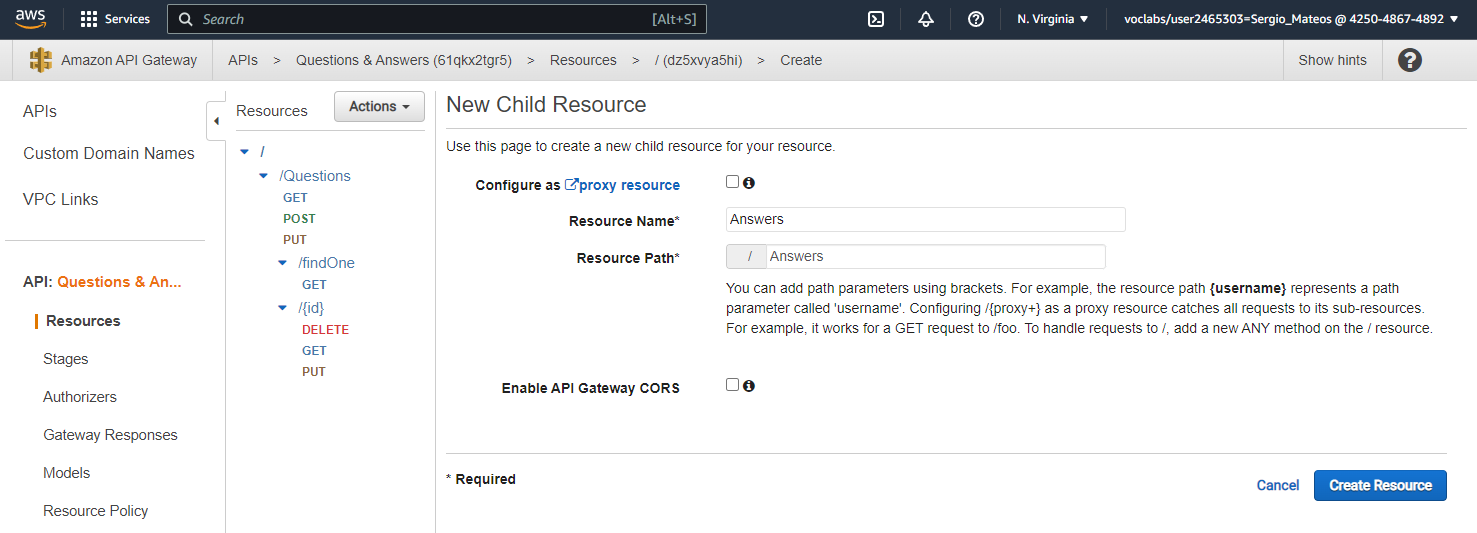 aws Services Search [Alt+S] N. Virginia voclabs/user2465303=Sergio_Mateos @ 4250-4867-4892
Amazon API Gateway APIs > Questions & Answers (61qkx2tgr5) > Resources > / (dz5xvya5hi) > Create Show hints
APIs
Custom Domain Names
VPC Links
API: Questions & An...
Resources
Stages
Authorizers
Gateway Responses
Models
Resource Policy
Resources Actions
/
/Questions
GET
POST
PUT
/findOne
GET
/{id}
DELETE
GET
PUT
New Child Resource
Use this page to create a new child resource for your resource.
Configure as proxy resource
Resource Name* Answers
Resource Path* / Answers
You can add path parameters using brackets. For example, the resource path {username} represents a path
parameter called 'username'. Configuring /{proxy+} as a proxy resource catches all requests to its sub-resources.
For example, it works for a GET request to /foo. To handle requests to /, add a new ANY method on the / resource.
Enable API Gateway CORS
* Required
Cancel Create Resource